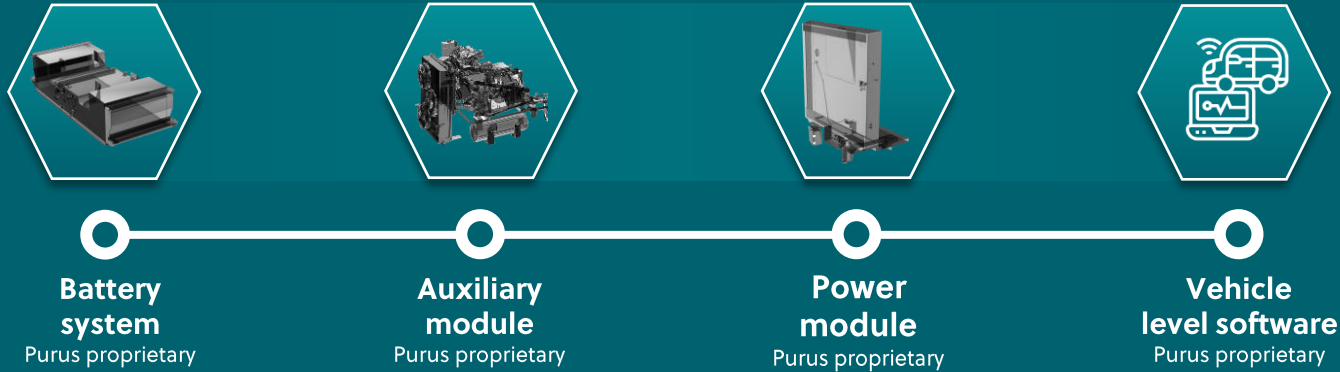 Battery
system
Purus proprietary
Auxiliary
module
Purus proprietary
Power
module
Purus proprietary
Vehicle
level software
Purus proprietary